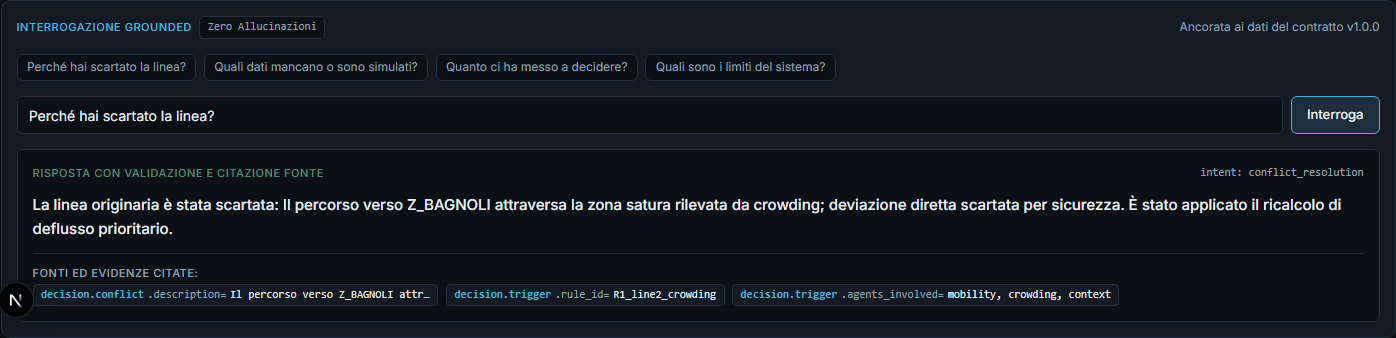 INTERROGAZIONE GROUNDED Zero Allucinazioni Ancorata ai dati del contratto v1.0.0
Perché hai scartato la linea? Quali dati mancano o sono simulati? Quanto ci ha messo a decidere? Quali sono i limiti del sistema?
Perché hai scartato la linea? Interroga
RISPOSTA CON VALIDAZIONE E CITAZIONE FONTE intent: conflict_resolution
La linea originaria è stata scartata: Il percorso verso Z_BAGNOLI attraversa la zona satura rilevata da crowding; deviazione diretta scartata per sicurezza. È stato applicato il ricalcolo di
deflusso prioritario.
FONTI ED EVIDENZE CITATE:
N decision.conflict .description= Il percorso verso Z_BAGNOLI attr… decision.trigger .rule_id= R1_line2_crowding decision.trigger .agents_involved= mobility, crowding, context